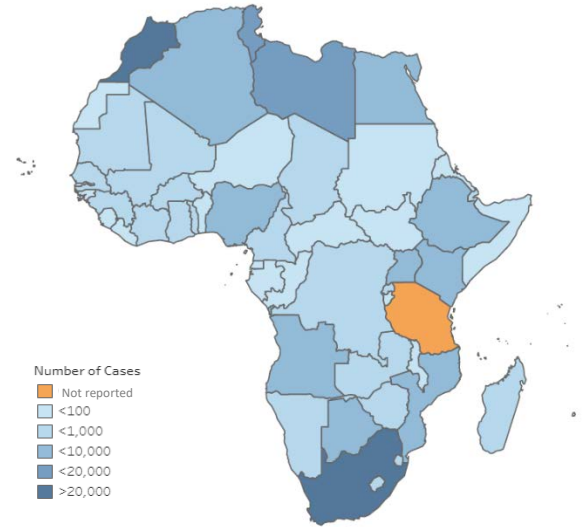 Number of Cases
Not reported
<100
<1,000
<10,000
<20,000
>20,000